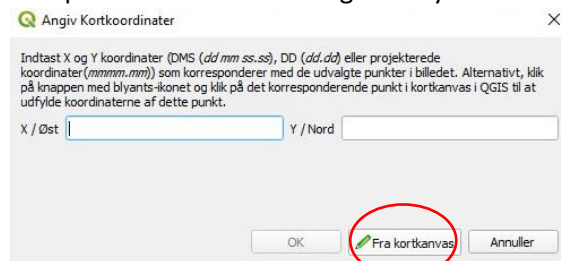 Angiv Kortkoordinater
Indtast X og Y koordinater (DMS (dd mm ss.ss), DD (dd.dd) eller projekterede
koordinater(mmmm.mm)) som korresponderer med de udvalgte punkter i billedet. Alternativt, klik
på knappen med blyants-ikonet og klik på det korresponderende punkt i kortkanvas i QGIS til at
udfylde koordinaterne af dette punkt.
X / Øst Y / Nord
OK Fra kortkanvas Annuller